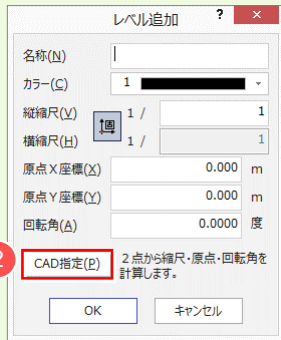 レベル追加 ?
名称(N)
カラー(C) 1
縦縮尺(V) 1 / 1
横縮尺(H) 1 / 1
原点X座標(X) 0.000 m
原点Y座標(Y) 0.000 m
回転角(A) 0.0000 度
2 CAD指定(P) 2点から縮尺・原点・回転角を
計算します。
OK キャンセル